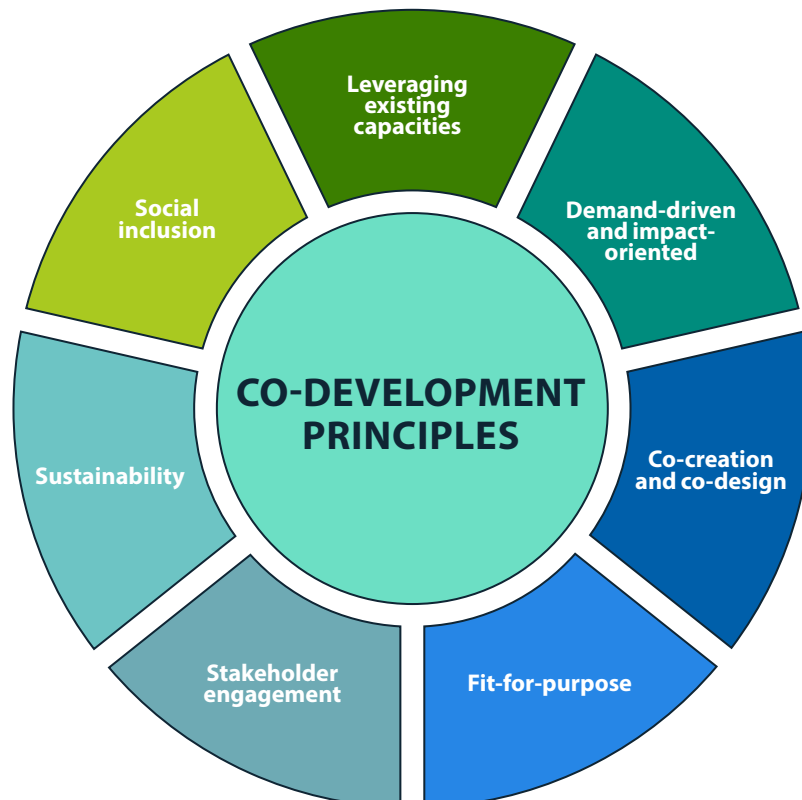 Leveraging
existing
capacities
Demand-driven
and impact-
oriented
Co-creation
and co-design
Fit-for-purpose
Stakeholder
engagement
Sustainability
Social
inclusion
CO-DEVELOPMENT
PRINCIPLES